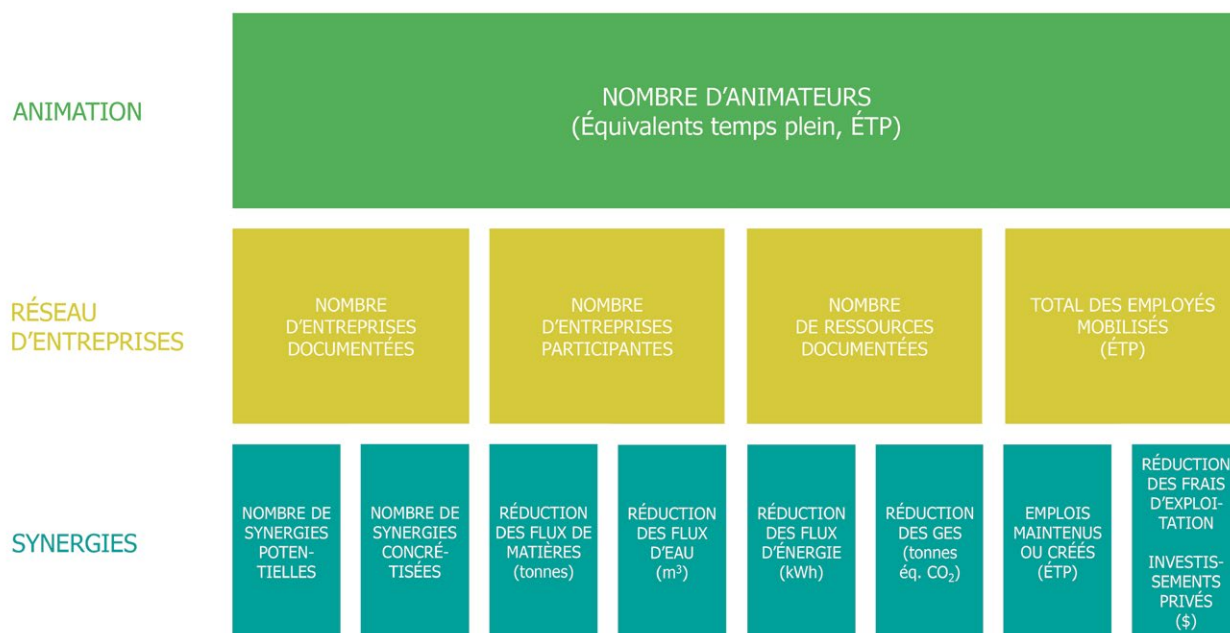 ANIMATION
NOMBRE D'ANIMATEURS
(Équivalents temps plein, ÉTP)
RÉSEAU
D'ENTREPRISES
NOMBRE
D'ENTREPRISES
DOCUMENTÉES
NOMBRE
D'ENTREPRISES
PARTICIPANTES
NOMBRE
DE RESSOURCES
DOCUMENTÉES
TOTAL DES EMPLOYÉS
MOBILISÉS
(ÉTP)
SYNERGIES
NOMBRE DE
SYNERGIES
POTEN-
TIELLES
NOMBRE DE
SYNERGIES
CONCRÉ-
TISÉES
RÉDUCTION
DES FLUX DE
MATIÈRES
(tonnes)
RÉDUCTION
DES FLUX
D'EAU
(m³)
RÉDUCTION
DES FLUX
D'ÉNERGIE
(kWh)
RÉDUCTION
DES GES
(tonnes
éq. CO₂)
EMPLOIS
MAINTENUS
OU CRÉÉS
(ÉTP)
RÉDUCTION
DES FRAIS
D'EXPLOI-
TATION
INVESTIS-
SEMENTS
PRIVÉS
($)